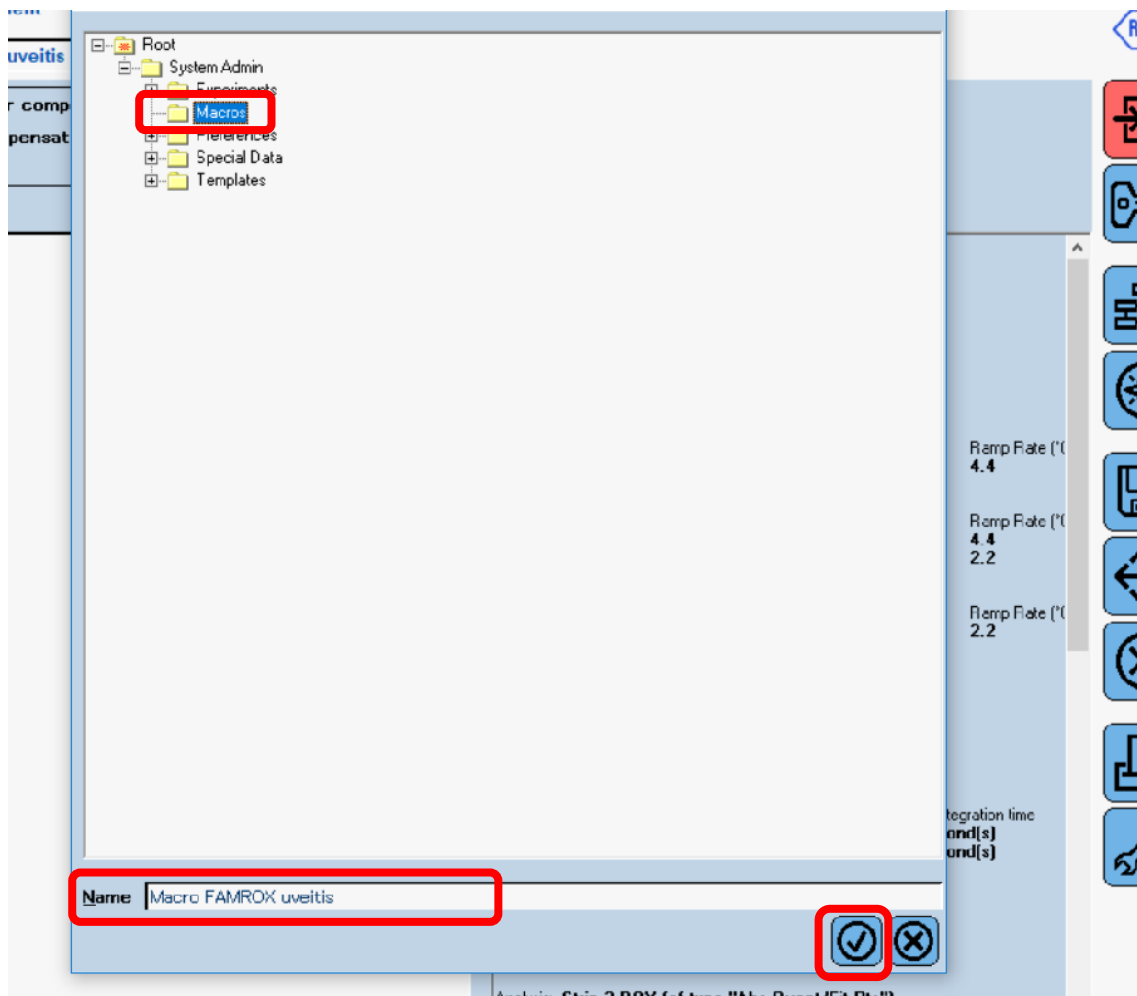 uveitis
r comp
pensat
Root
System Admin
Experiments
Macros
Preferences
Special Data
Templates
Ramp Rate (°C
4.4
Ramp Rate (°C
4.4
2.2
Ramp Rate (°C
2.2
tegration time
ond(s)
ond(s)
Name Macro FAMROX uveitis